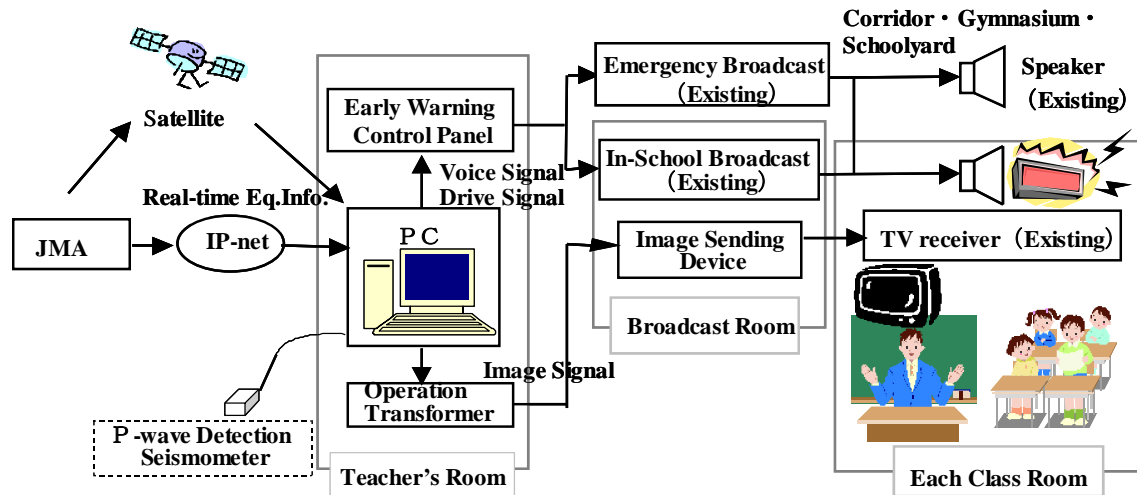 Corridor・Gymnasium・
Schoolyard
Emergency Broadcast
（Existing）
Speaker
（Existing）
Early Warning
Control Panel
Satellite
In-School Broadcast
（Existing）
Voice Signal
Drive Signal
Real-time Eq.Info.
JMA
IP-net
ＰＣ
Image Sending
Device
TV receiver（Existing）
Broadcast Room
Image Signal
Operation
Transformer
Ｐ-wave Detection
Seismometer
Teacher’s Room
Each Class Room